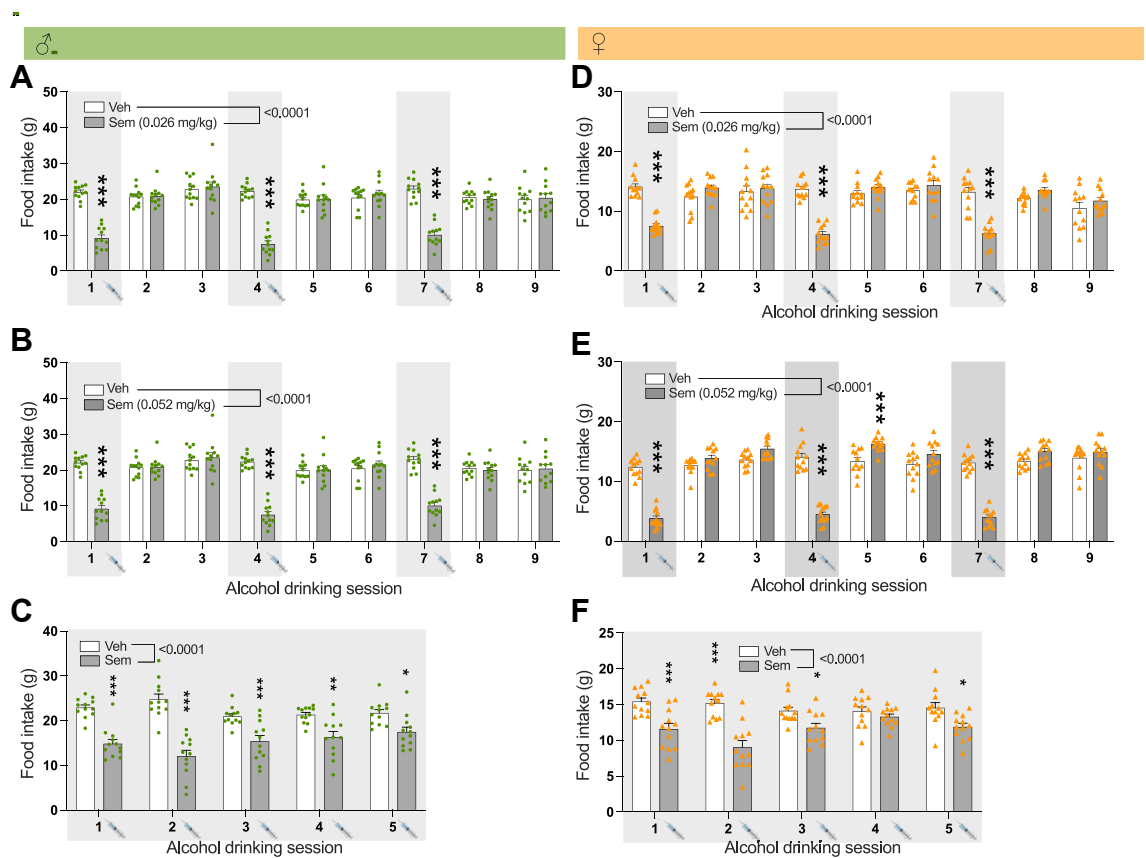 ♂
♀
A
Food intake (g)
50
40
30
20
10
0
Veh
Sem (0.026 mg/kg)
<0.0001
***
***
***
1 2 3 4 5 6 7 8 9
Alcohol drinking session
D
Food intake (g)
30
20
10
0
Veh
Sem (0.026 mg/kg)
<0.0001
***
***
***
1 2 3 4 5 6 7 8 9
Alcohol drinking session
B
Food intake (g)
50
40
30
20
10
0
Veh
Sem (0.052 mg/kg)
<0.0001
***
***
***
1 2 3 4 5 6 7 8 9
Alcohol drinking session
E
Food intake (g)
30
20
10
0
Veh
Sem (0.052 mg/kg)
<0.0001
***
***
***
***
1 2 3 4 5 6 7 8 9
Alcohol drinking session
C
Food intake (g)
40
30
20
10
0
Veh
Sem
<0.0001
***
***
***
**
*
1 2 3 4 5
Alcohol drinking session
F
Food intake (g)
25
20
15
10
5
0
Veh
Sem
<0.0001
***
***
*
*
1 2 3 4 5
Alcohol drinking session